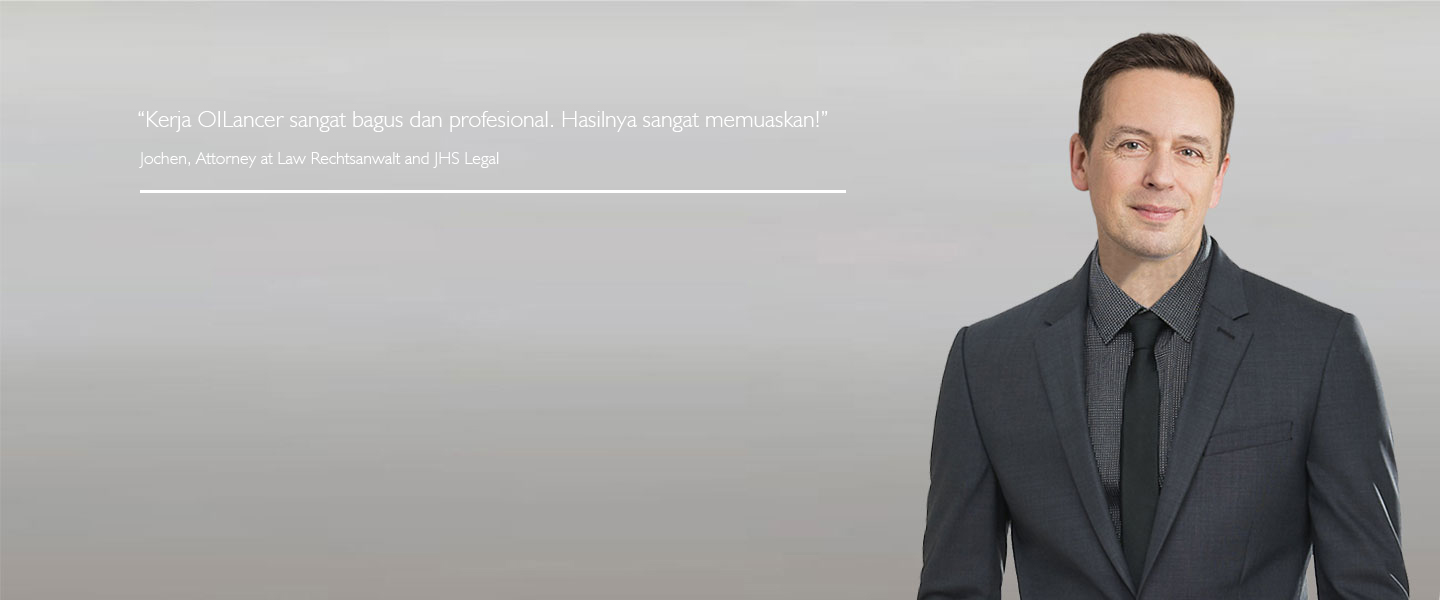 “Kerja OILancer sangat bagus dan profesional. Hasilnya sangat memuaskan!”
Jochen, Attorney at Law Rechtsanwalt and JHS Legal